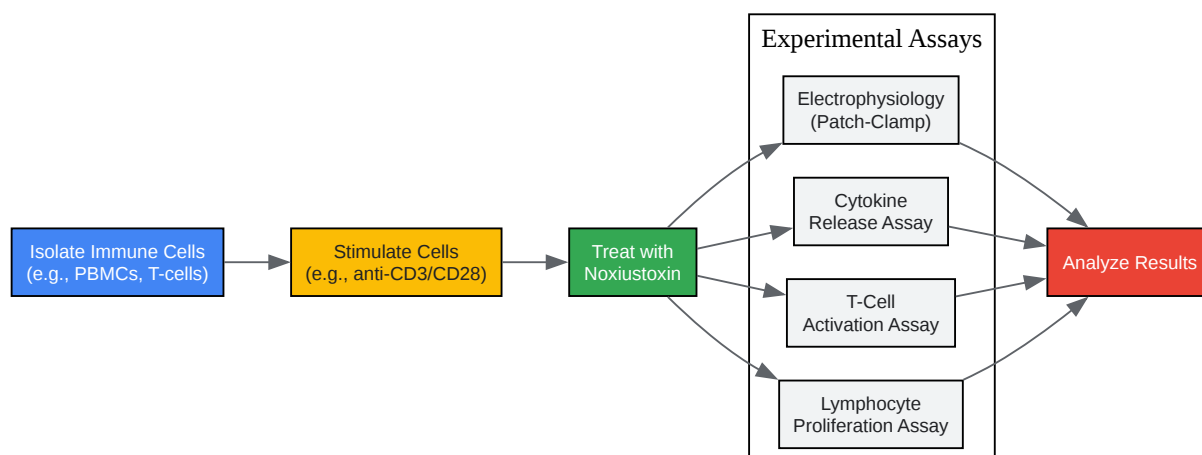 Experimental Assays
Isolate Immune Cells
(e.g., PBMCs, T-cells)
Stimulate Cells
(e.g., anti-CD3/CD28)
Treat with
Noxiustoxin
Electrophysiology
(Patch-Clamp)
Cytokine
Release Assay
T-Cell
Activation Assay
Lymphocyte
Proliferation Assay
Analyze Results